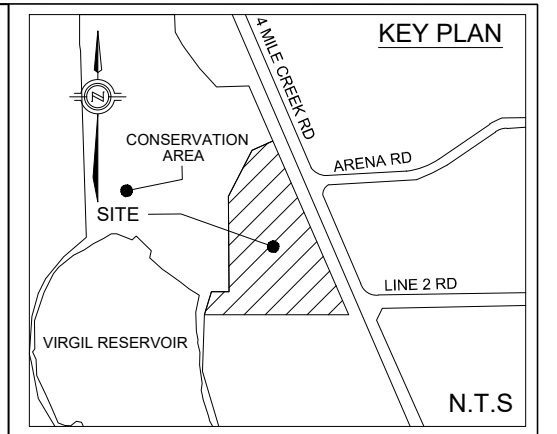 KEY PLAN
4 MILE CREEK RD
N
CONSERVATION
AREA
ARENA RD
SITE
LINE 2 RD
VIRGIL RESERVOIR
N.T.S